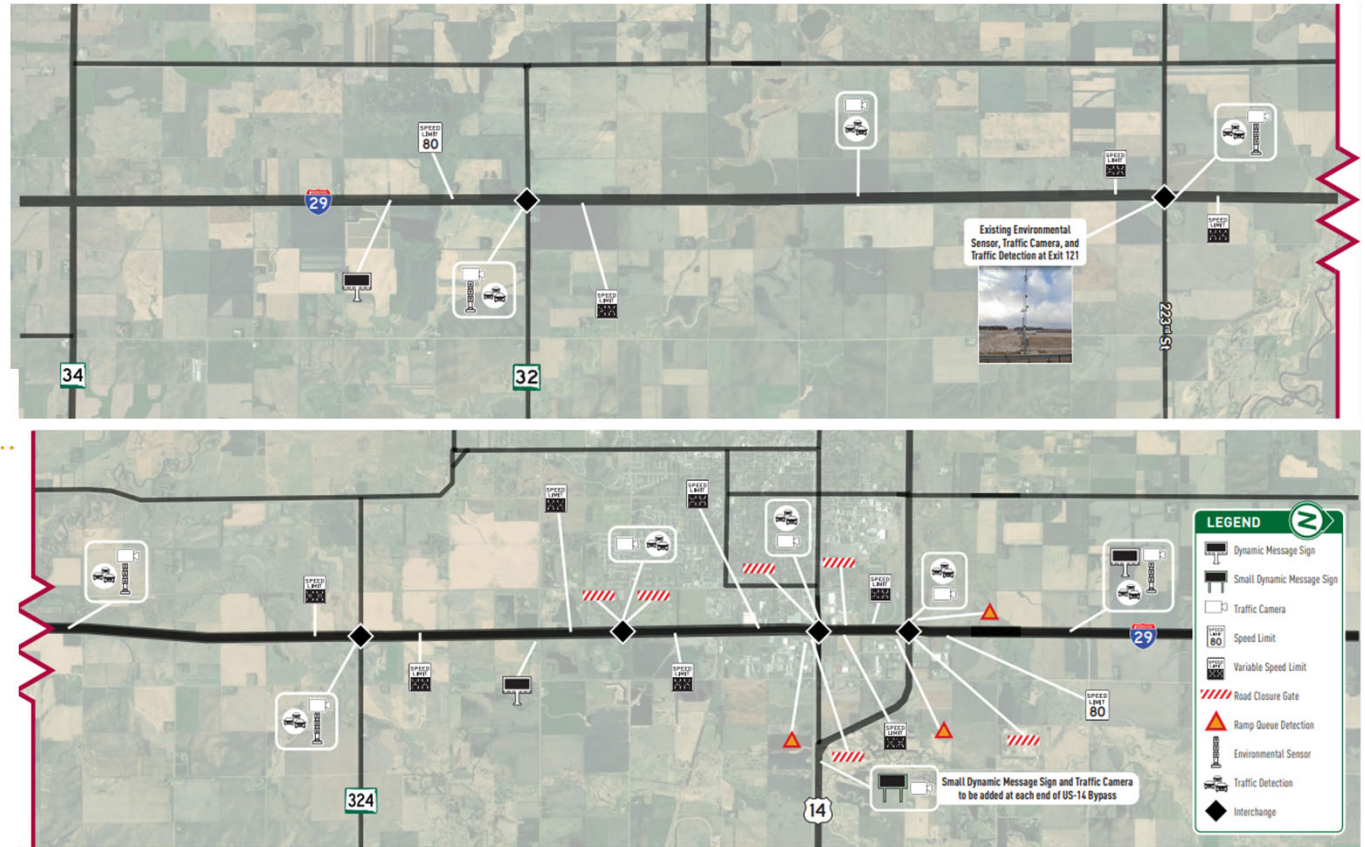 SPEED
LIMIT
80
29
SPEED
LIMIT
SPEED
LIMIT
SPEED
LIMIT
Existing Environmental
Sensor, Traffic Camera, and
Traffic Detection at Exit 121
223rd St
34
32
SPEED
LIMIT
SPEED
LIMIT
SPEED
LIMIT
SPEED
LIMIT
SPEED
LIMIT
SPEED
LIMIT
SPEED
LIMIT
SPEED
LIMIT
80
29
324
14
Small Dynamic Message Sign and Traffic Camera
to be added at each end of US-14 Bypass
LEGEND
N
Dynamic Message Sign
Small Dynamic Message Sign
Traffic Camera
SPEED
LIMIT
80
Speed Limit
SPEED
LIMIT
Variable Speed Limit
Road Closure Gate
Ramp Queue Detection
Environmental Sensor
Traffic Detection
Interchange